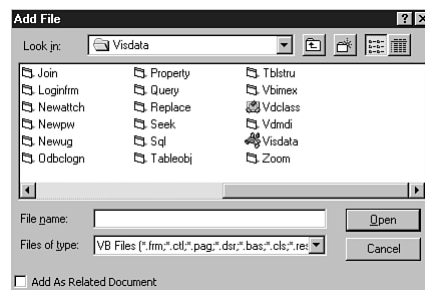 Add File
Look in: Visdata
Join Property Tblstru
Loginfrm Query Vbimex
Newattch Replace Vdclass
Newpw Seek Vdmdi
Newug Sql Visdata
Odbclogn Tableobj Zoom
File name: Open
Files of type: VB Files (*.frm;*.ctl;*.pag;*.dsr;*.bas;*.cls;*.res Cancel
Add As Related Document